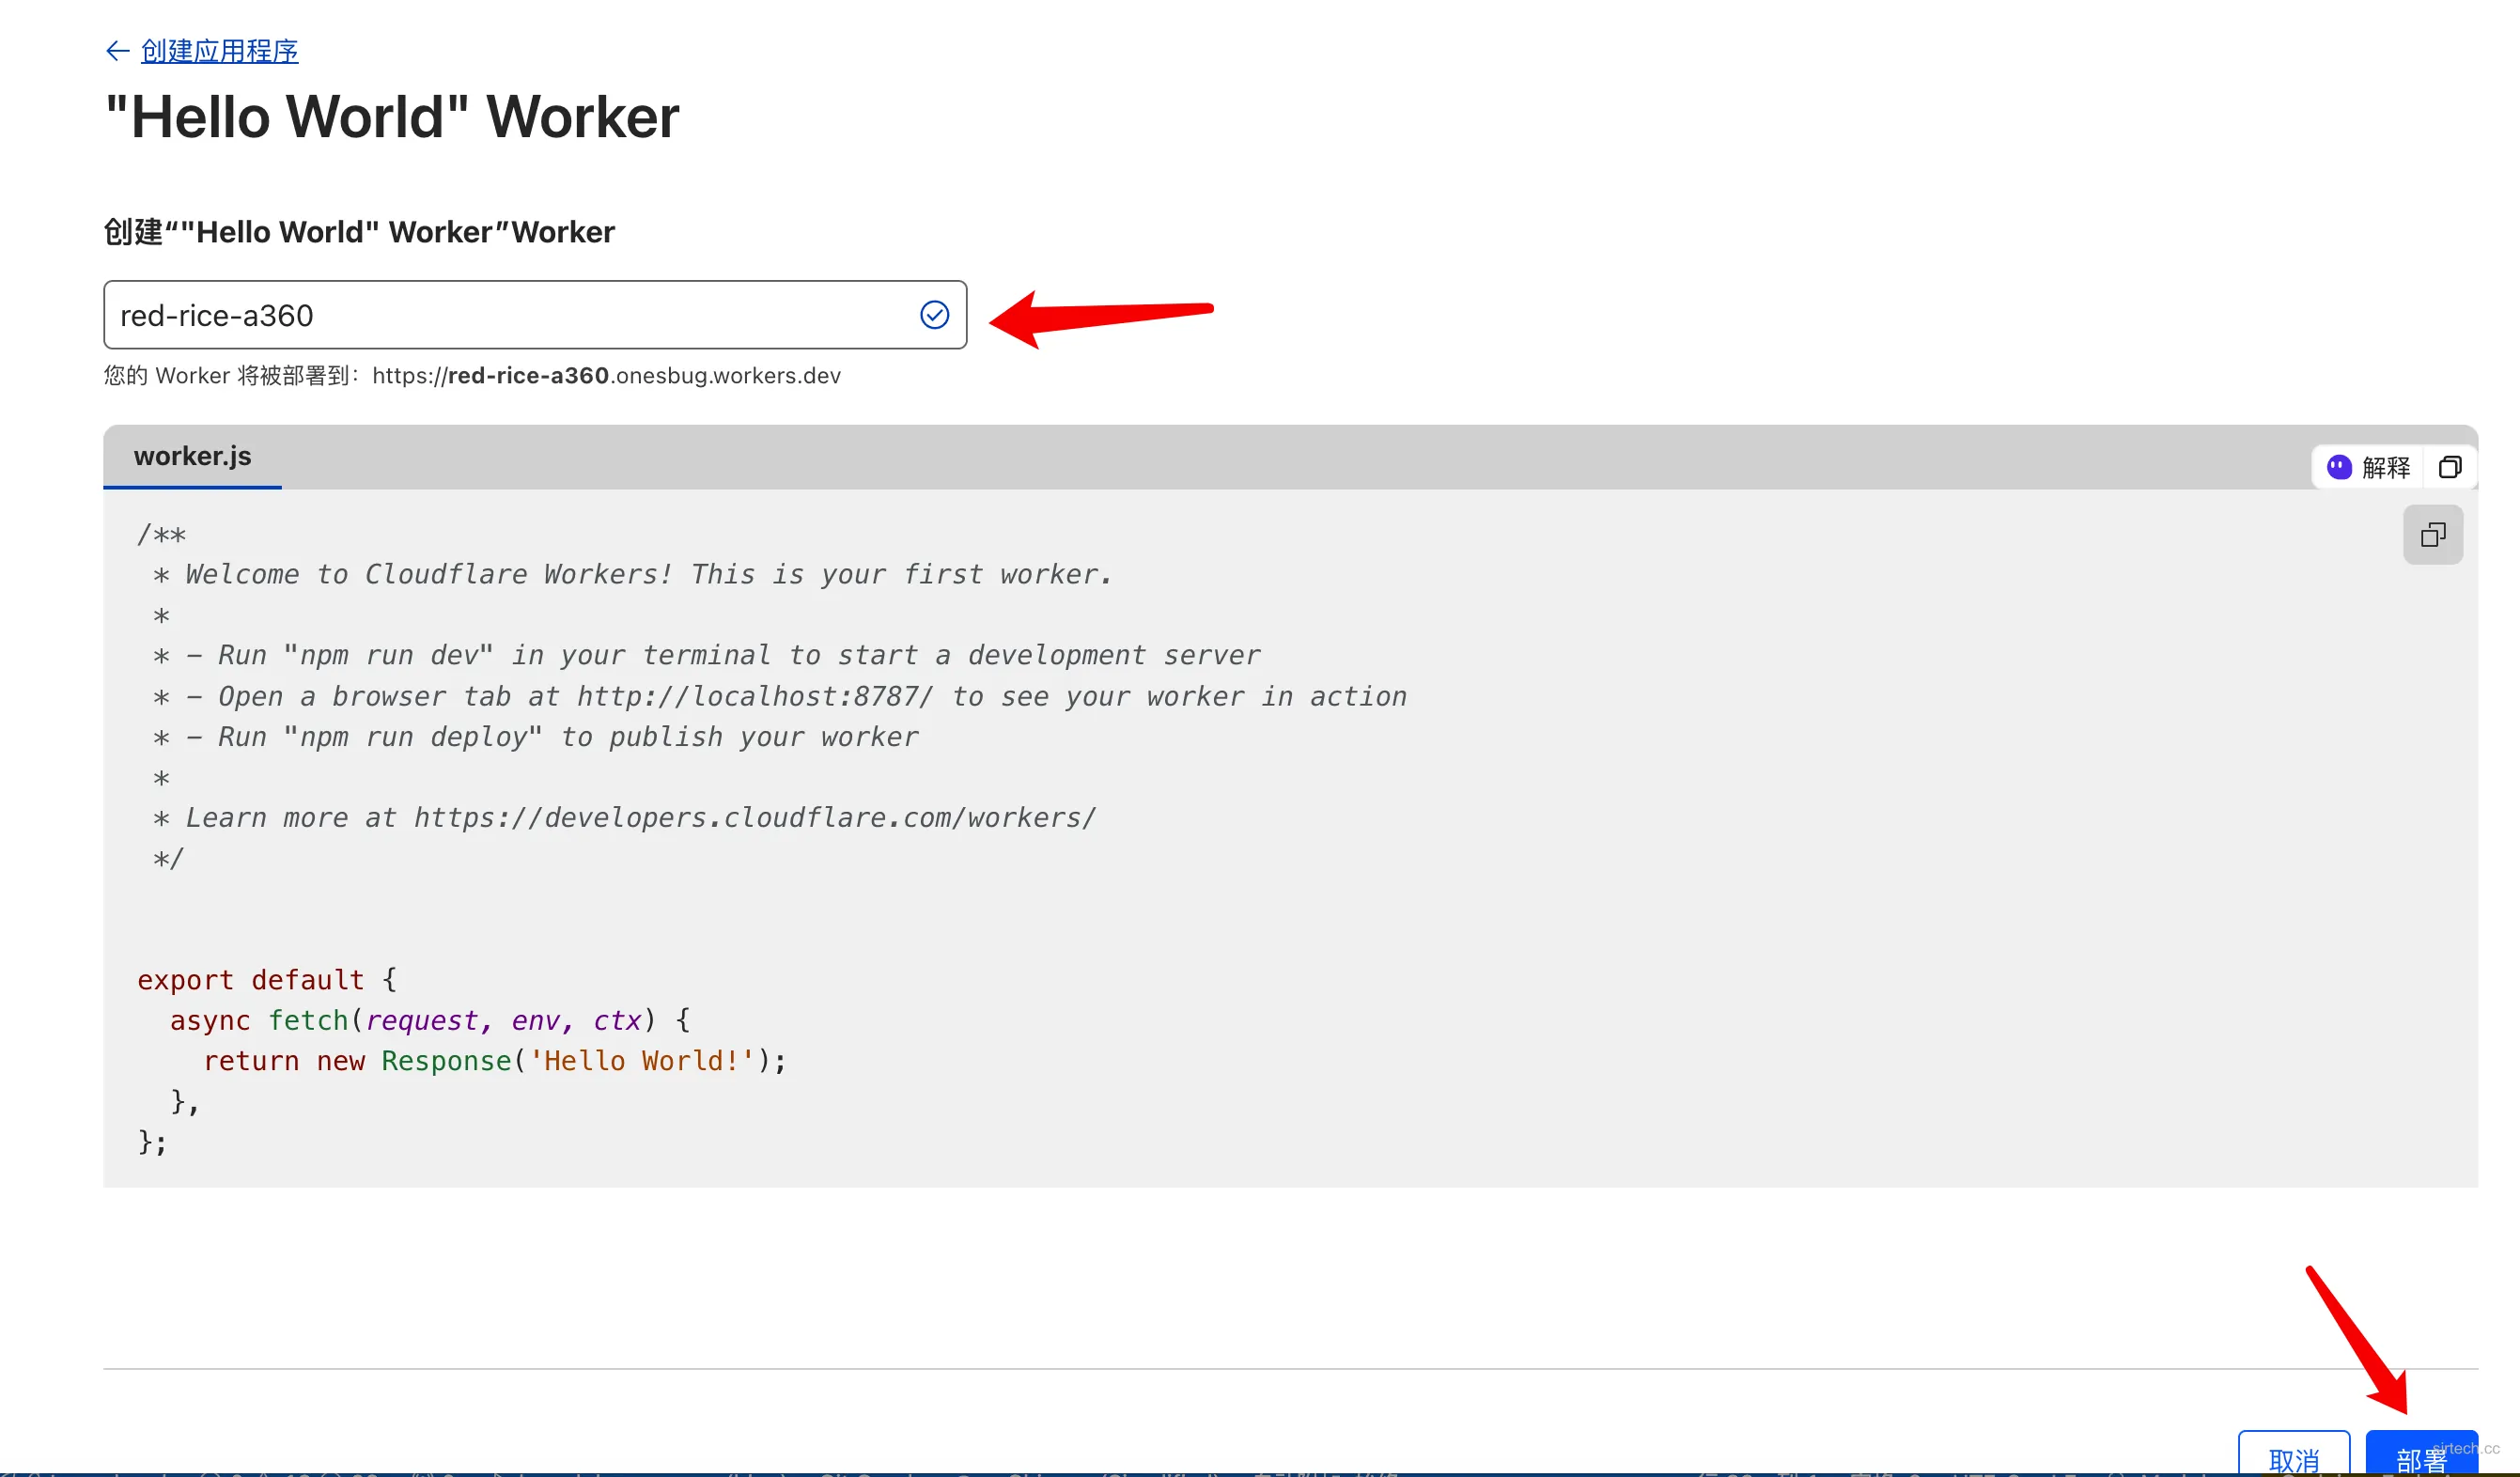 ← 创建应用程序
"Hello World" Worker
创建“"Hello World" Worker”Worker
red-rice-a360
您的 Worker 将被部署到：https://red-rice-a360.onesbug.workers.dev
worker.js
解释
/**
 * Welcome to Cloudflare Workers! This is your first worker.
 *
 * - Run "npm run dev" in your terminal to start a development server
 * - Open a browser tab at http://localhost:8787/ to see your worker in action
 * - Run "npm run deploy" to publish your worker
 *
 * Learn more at https://developers.cloudflare.com/workers/
 */
export default {
  async fetch(request, env, ctx) {
    return new Response('Hello World!');
  },
};
取消 部署
sirtech.cc